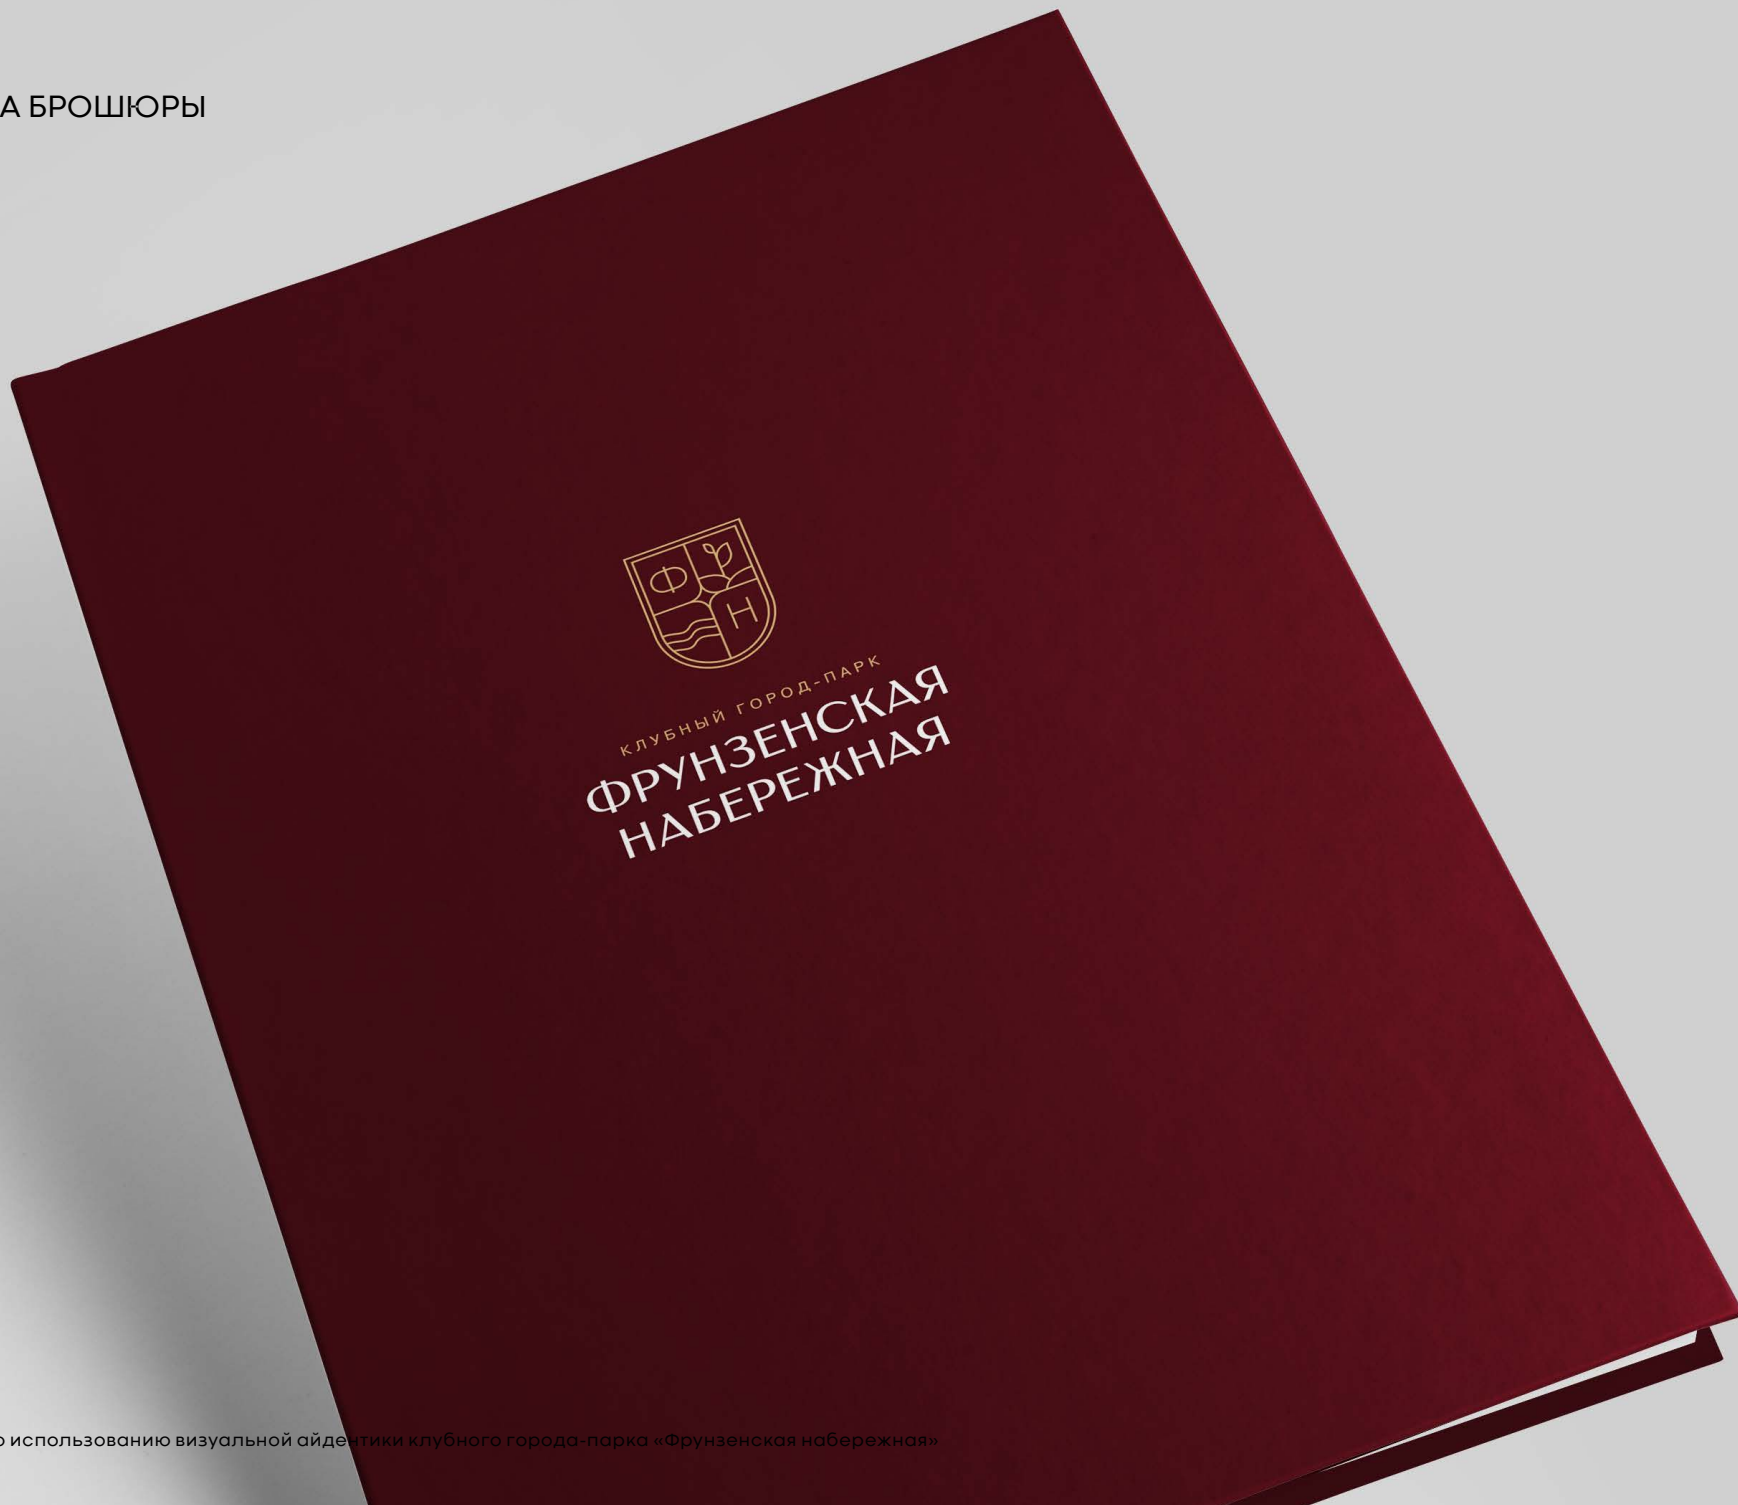 А БРОШЮРЫ
Ф
Н
КЛУБНЫЙ ГОРОД-ПАРК
ФРУНЗЕНСКАЯ
НАБЕРЕЖНАЯ
о использованию визуальной айдентики клубного города-парка «Фрунзенская набережная»